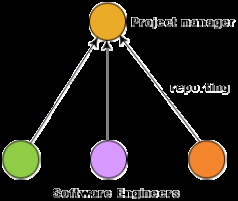 Project manager
reporting
Software Engineers